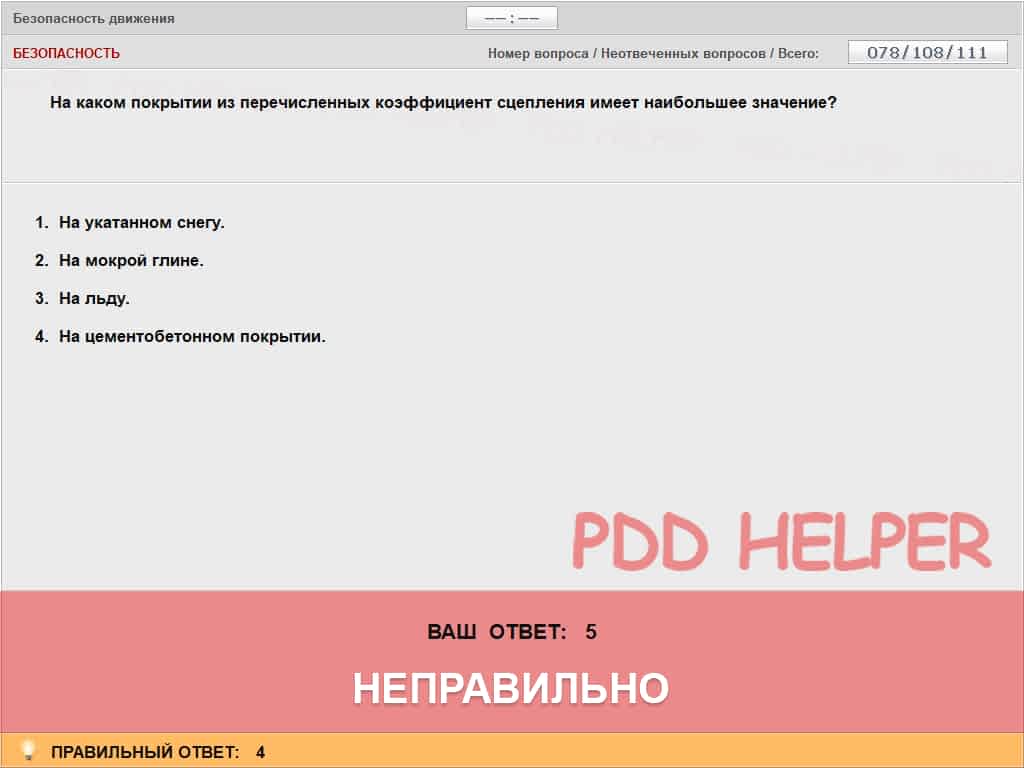 Безопасность движения
–– : ––
БЕЗОПАСНОСТЬ
Номер вопроса / Неотвеченных вопросов / Всего: 078/108/111
На каком покрытии из перечисленных коэффициент сцепления имеет наибольшее значение?
1. На укатанном снегу.
2. На мокрой глине.
3. На льду.
4. На цементобетонном покрытии.
PDD HELPER
ВАШ ОТВЕТ: 5
НЕПРАВИЛЬНО
ПРАВИЛЬНЫЙ ОТВЕТ: 4